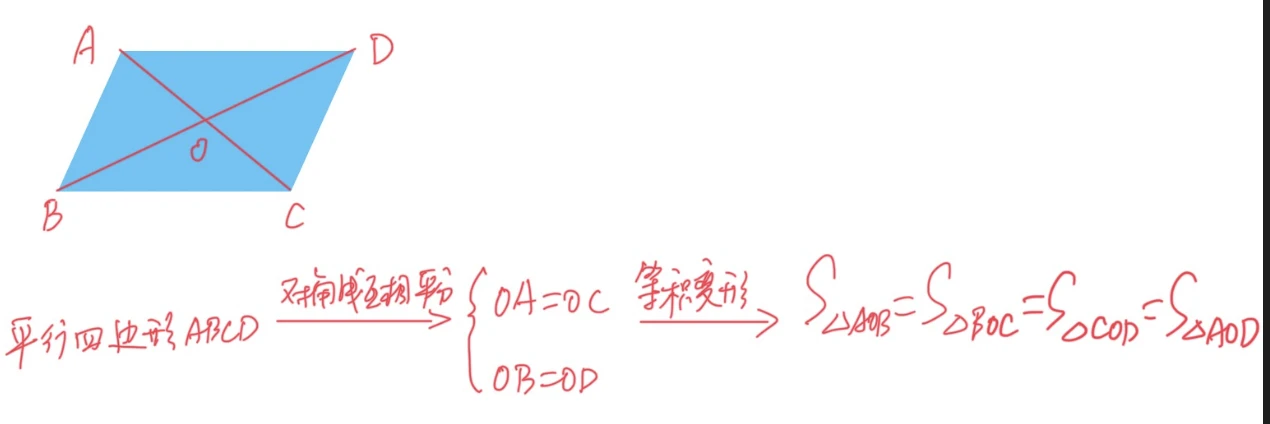 A D
O
B C
对角线互相平分 等积变形
平行四边形ABCD { OA=OC S△AOB=S△BOC=S△COD=S△AOD
OB=OD